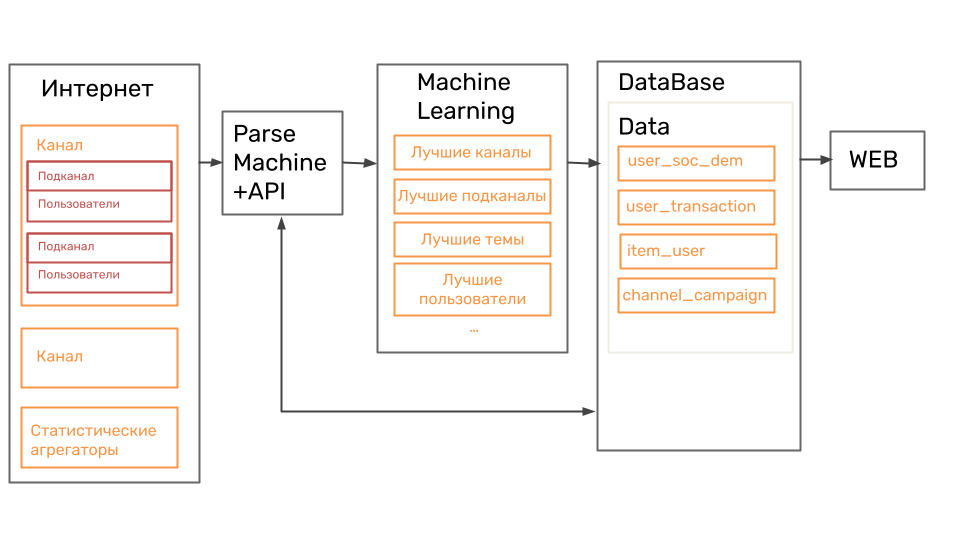 Интернет
Канал
Подканал
Пользователи
Подканал
Пользователи
Канал
Статистические
агрегаторы
Parse
Machine
+API
Machine
Learning
Лучшие каналы
Лучшие подканалы
Лучшие темы
Лучшие
пользователи
...
DataBase
Data
user_soc_dem
user_transaction
item_user
channel_campaign
WEB